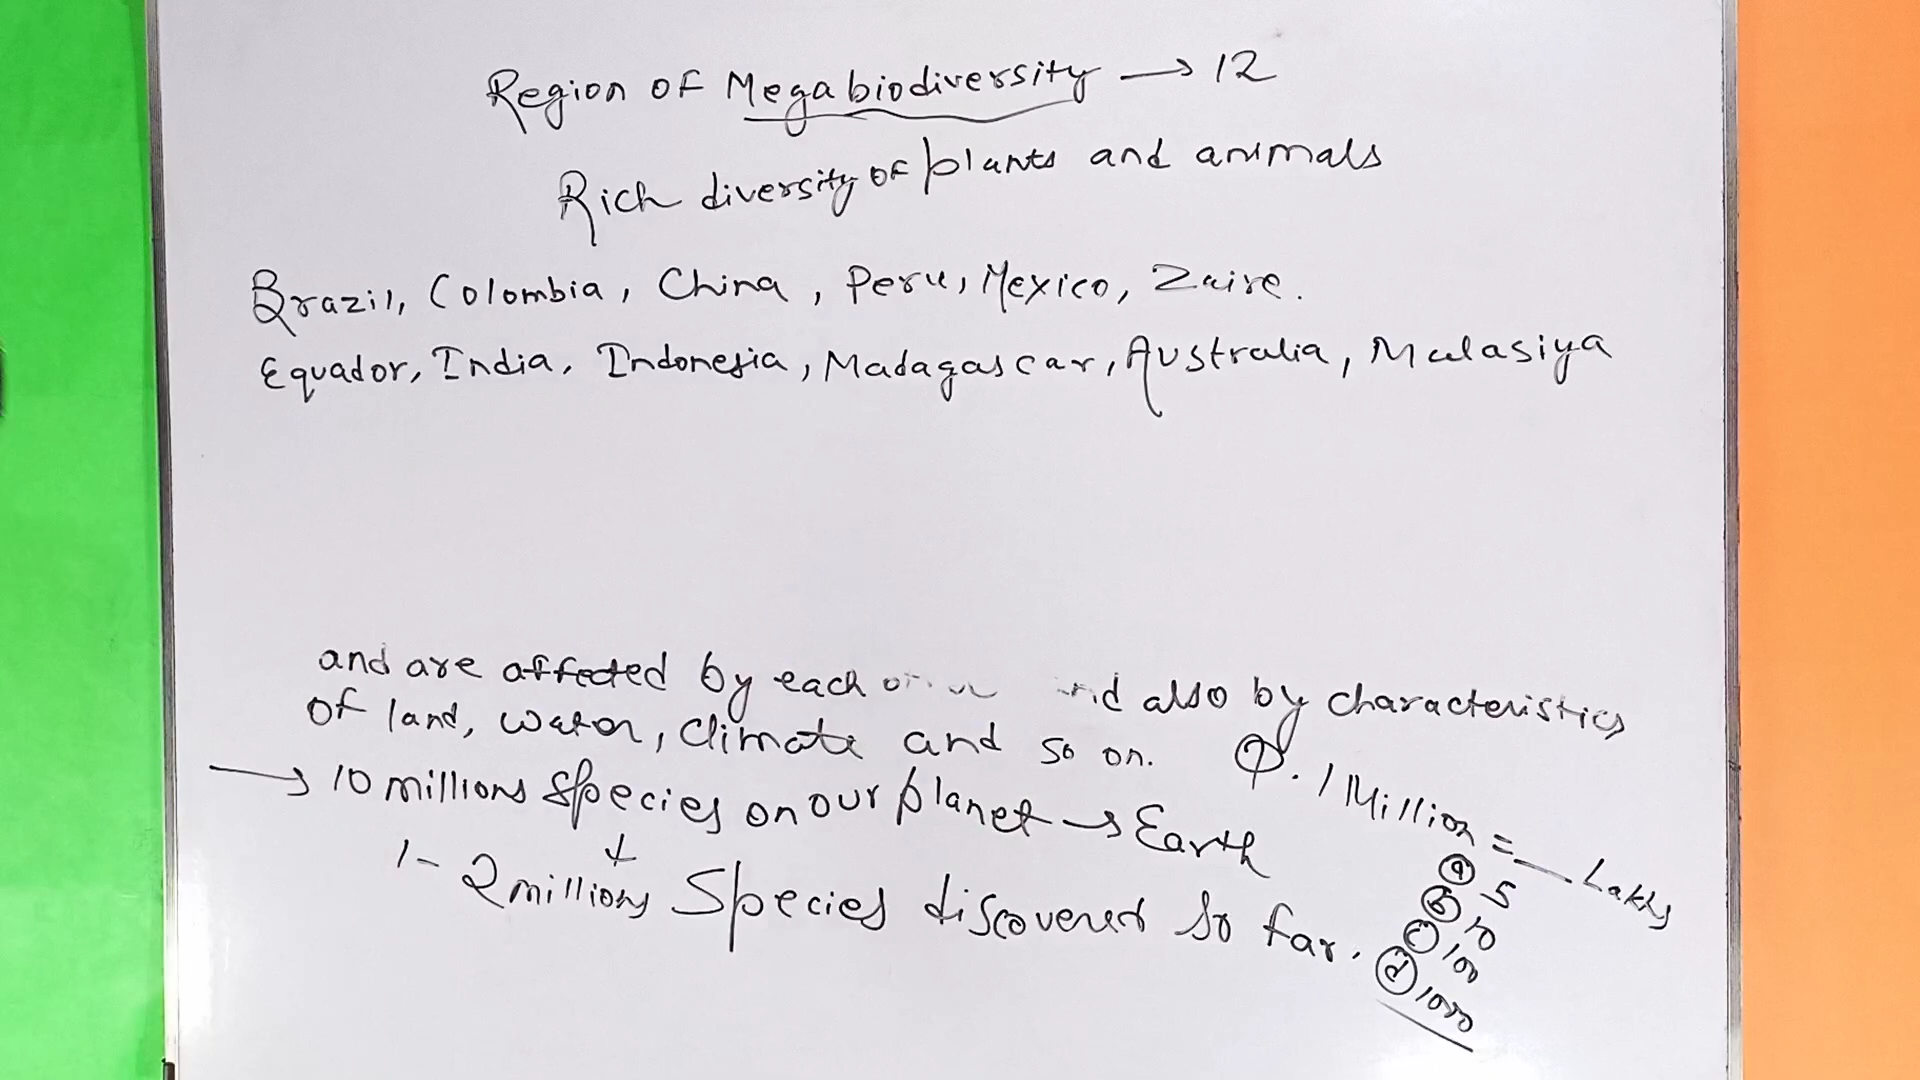 Region of Megabiodiversity → 12
Rich diversity of plants and animals
Brazil, Colombia, China, Peru, Mexico, Zaire.
Equador, India, Indonesia, Madagascar, Australia, Malasiya
and are affected by each also by characteristics
of land, water, climate and so on.
→ 10 millions species on our planet → Earth
↓
1-2 millions species discovered so far.
Q. 1 Million = __ Lakhs
(a) 5
(b) 10
(c) 100
(d) 1000